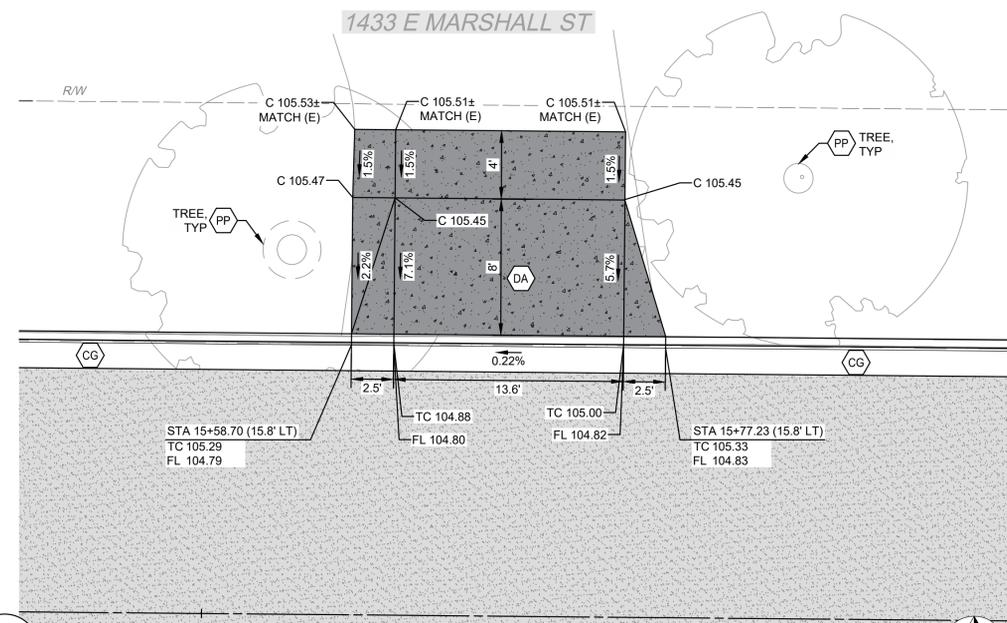 1433 E MARSHALL ST
R/W
C 105.53±
MATCH (E)
C 105.51±
MATCH (E)
C 105.51±
MATCH (E)
PP
TREE,
TYP
1.5%
1.5%
4'
1.5%
C 105.47
C 105.45
TREE,
TYP
PP
C 105.45
2.2%
7.1%
8'
DA
5.7%
CG
0.22%
CG
2.5'
13.6'
2.5'
TC 104.88
TC 105.00
FL 104.80
FL 104.82
STA 15+58.70 (15.8' LT)
TC 105.29
FL 104.79
STA 15+77.23 (15.8' LT)
TC 105.33
FL 104.83